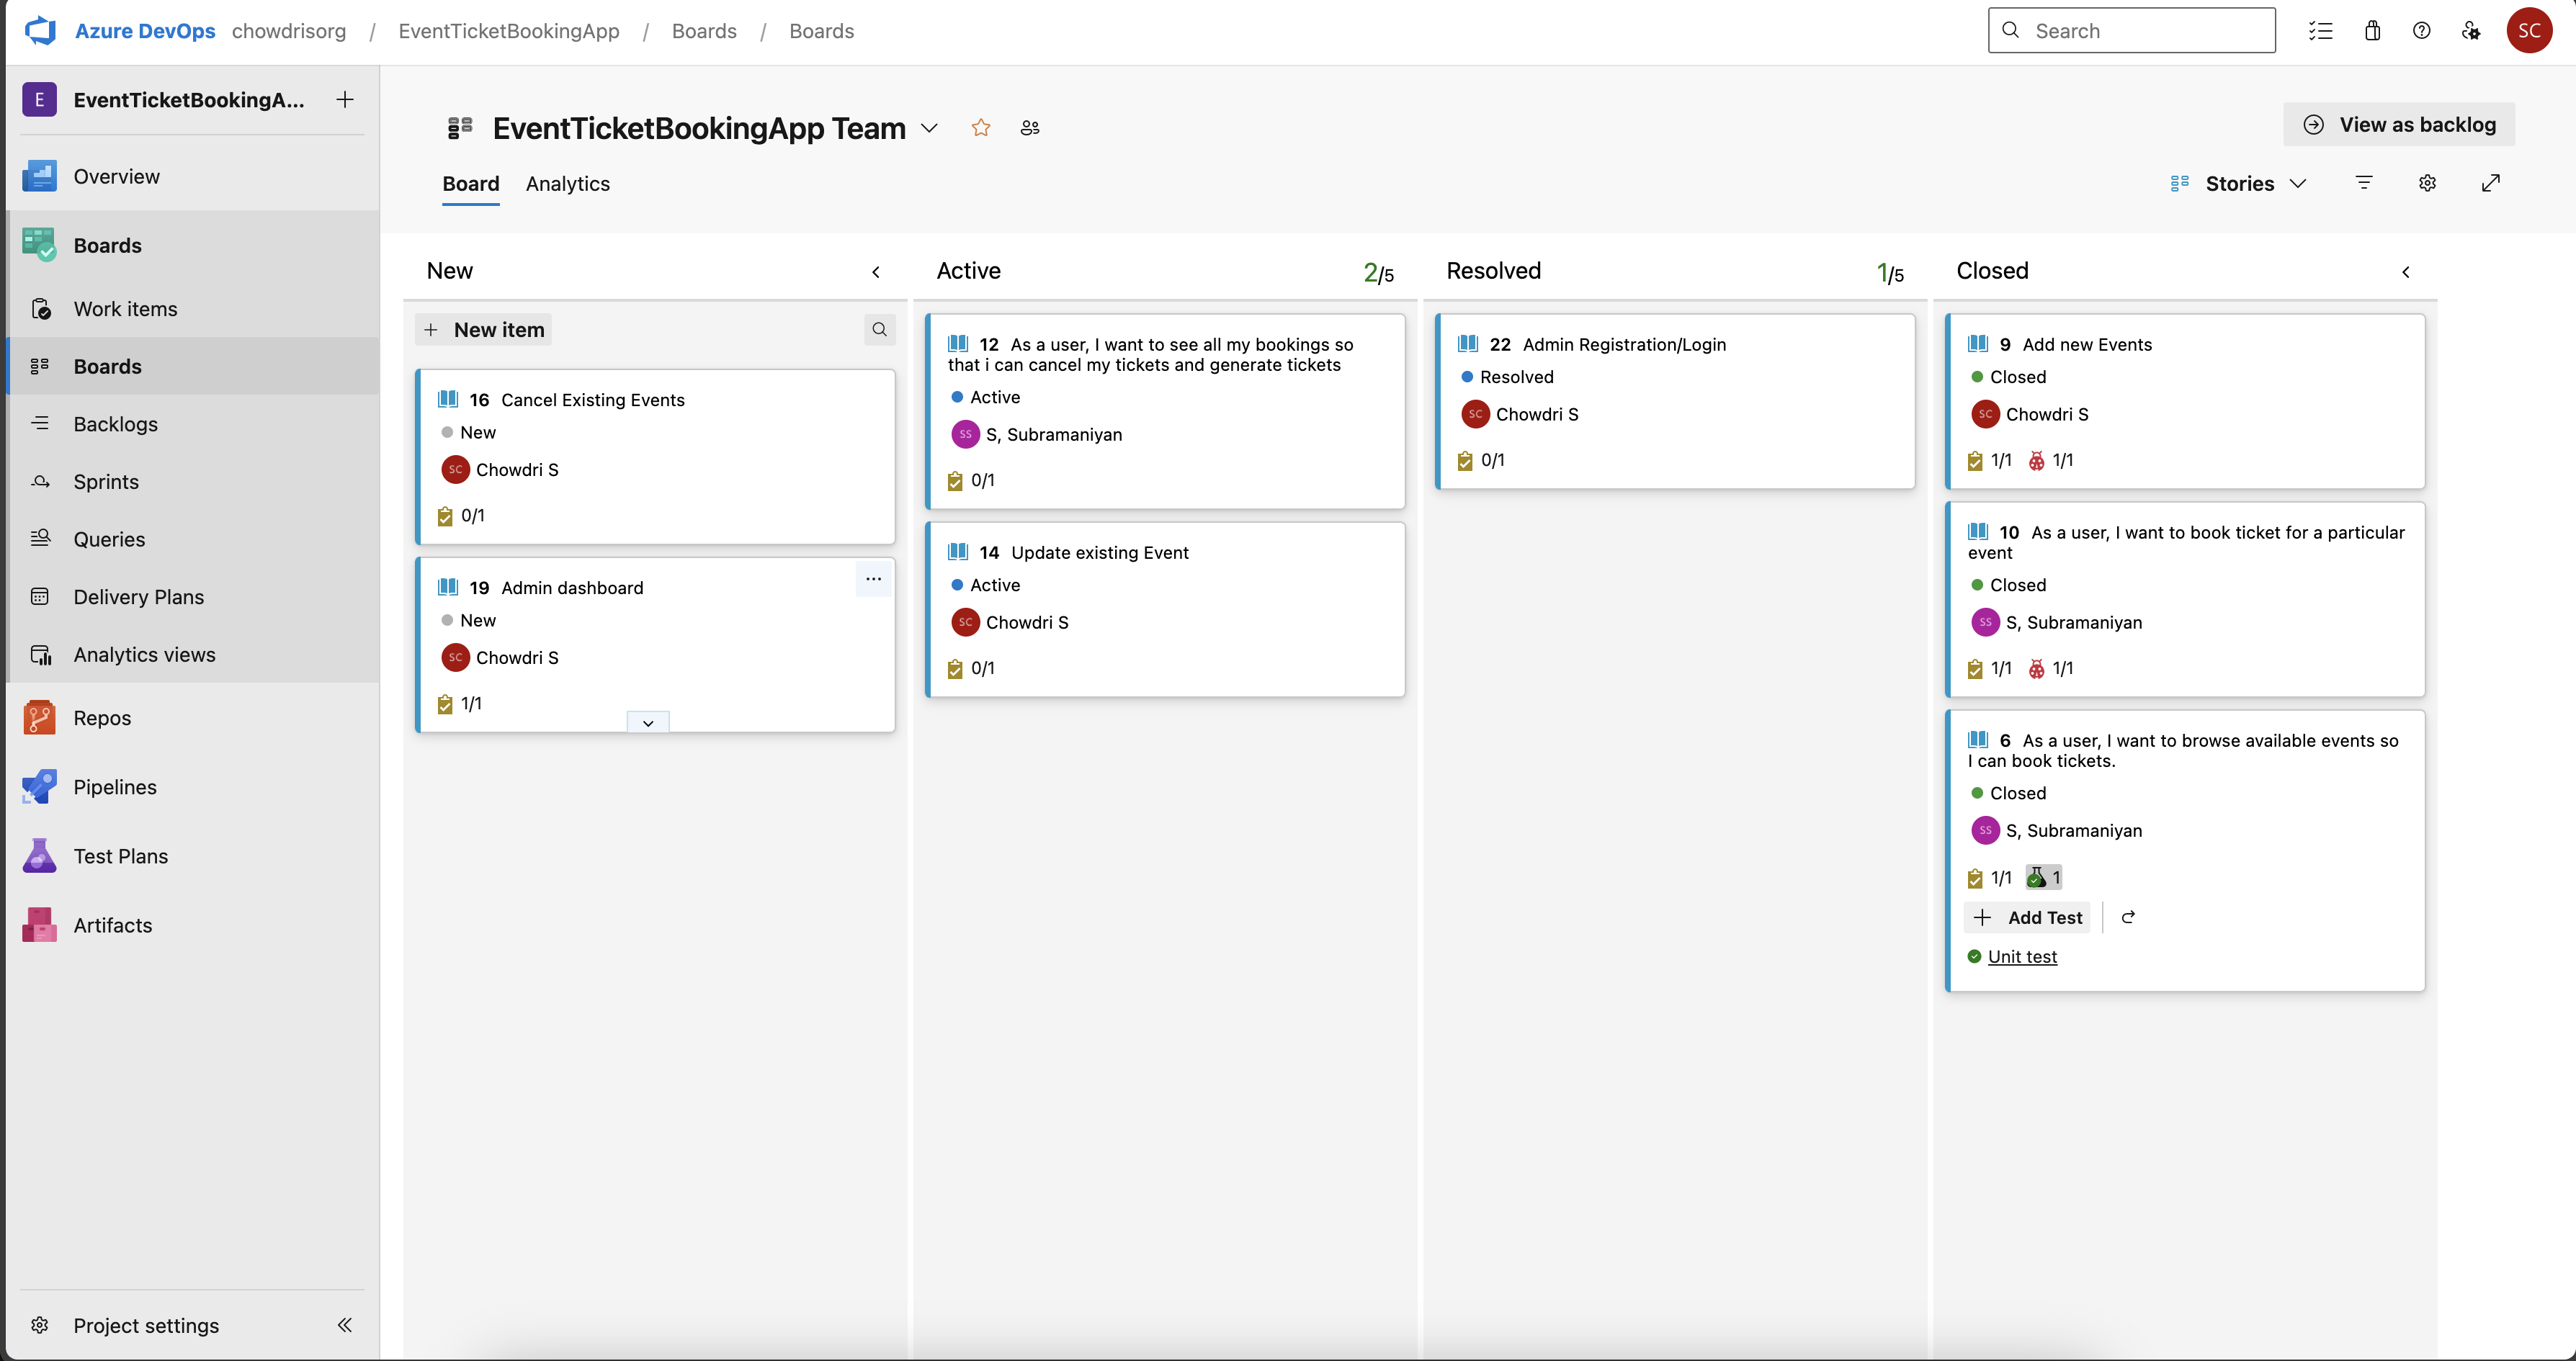 Azure DevOps chowdrisorg / EventTicketBookingApp / Boards / Boards
Search
SC
E EventTicketBookingA...
Overview
Boards
Work items
Boards
Backlogs
Sprints
Queries
Delivery Plans
Analytics views
Repos
Pipelines
Test Plans
Artifacts
Project settings
EventTicketBookingApp Team
View as backlog
Board Analytics
Stories
New
New item
16 Cancel Existing Events
New
SC Chowdri S
0/1
19 Admin dashboard
New
SC Chowdri S
1/1
Active 2/5
12 As a user, I want to see all my bookings so
that i can cancel my tickets and generate tickets
Active
SS S, Subramaniyan
0/1
14 Update existing Event
Active
SC Chowdri S
0/1
Resolved 1/5
22 Admin Registration/Login
Resolved
SC Chowdri S
0/1
Closed
9 Add new Events
Closed
SC Chowdri S
1/1 1/1
10 As a user, I want to book ticket for a particular
event
Closed
SS S, Subramaniyan
1/1 1/1
6 As a user, I want to browse available events so
I can book tickets.
Closed
SS S, Subramaniyan
1/1 1
Add Test
Unit test